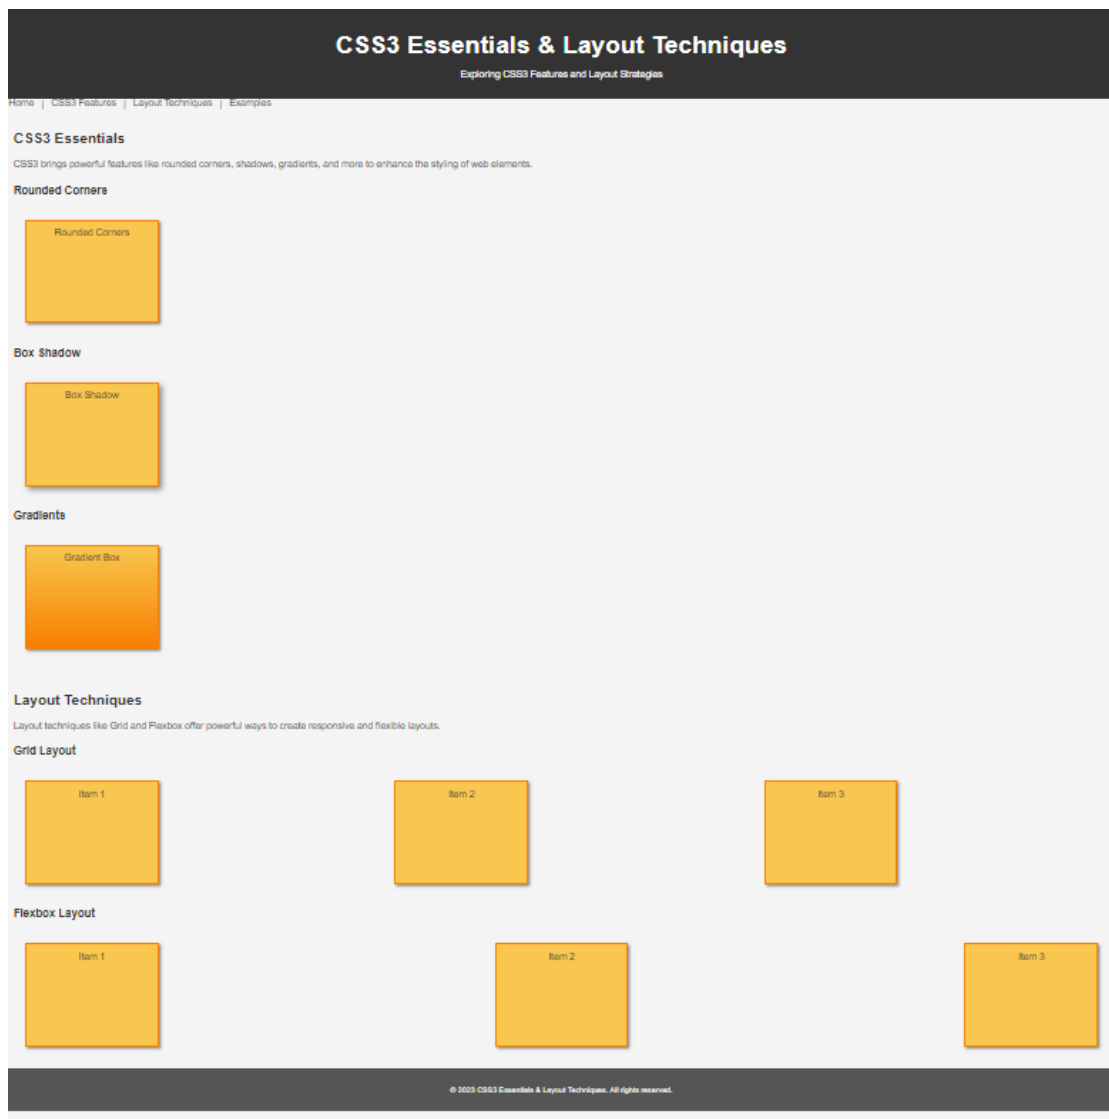 CSS3 Essentials & Layout Techniques
Exploring CSS3 Features and Layout Strategies
Home | CSS3 Features | Layout Techniques | Examples
CSS3 Essentials
CSS3 brings powerful features like rounded corners, shadows, gradients, and more to enhance the styling of web elements.
Rounded Corners
Rounded Corners
Box Shadow
Box Shadow
Gradients
Gradient Box
Layout Techniques
Layout techniques like Grid and Flexbox offer powerful ways to create responsive and flexible layouts.
Grid Layout
Item 1 Item 2 Item 3
Flexbox Layout
Item 1 Item 2 Item 3
© 2023 CSS3 Essentials & Layout Techniques. All rights reserved.